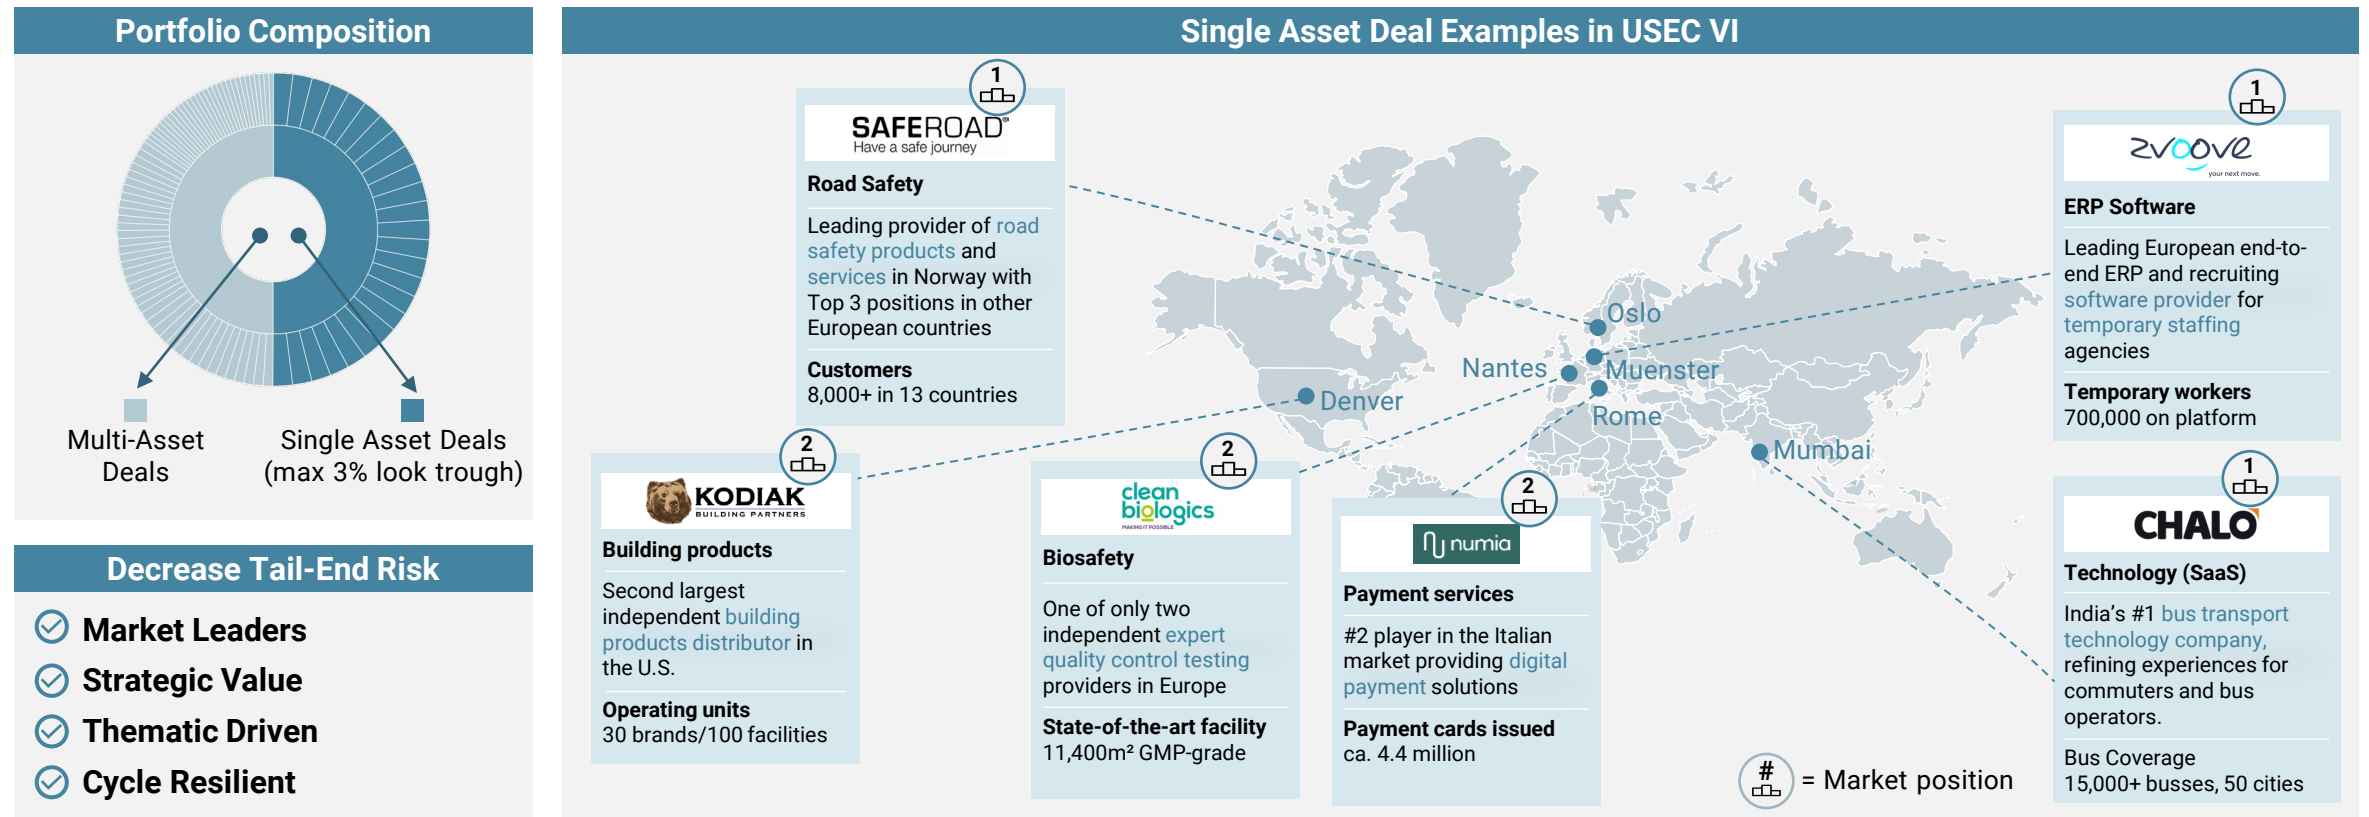 Portfolio Composition
Multi-Asset
Deals
Single Asset Deals
(max 3% look trough)
Decrease Tail-End Risk
Market Leaders
Strategic Value
Thematic Driven
Cycle Resilient
Single Asset Deal Examples in USEC VI
1
SAFEROAD®
Have a safe journey
Road Safety
Leading provider of road
safety products and
services in Norway with
Top 3 positions in other
European countries
Customers
8,000+ in 13 countries
2
KODIAK
BUILDING PARTNERS
Building products
Second largest
independent building
products distributor in
the U.S.
Operating units
30 brands/100 facilities
2
clean
biologics
MAKING IT POSSIBLE
Biosafety
One of only two
independent expert
quality control testing
providers in Europe
State-of-the-art facility
11,400m² GMP-grade
2
numia
Payment services
#2 player in the Italian
market providing digital
payment solutions
Payment cards issued
ca. 4.4 million
Oslo
Nantes
Muenster
Denver
Rome
Mumbai
1
zvoove
your next move.
ERP Software
Leading European end-to-
end ERP and recruiting
software provider for
temporary staffing
agencies
Temporary workers
700,000 on platform
1
CHALO
Technology (SaaS)
India's #1 bus transport
technology company,
refining experiences for
commuters and bus
operators.
Bus Coverage
15,000+ busses, 50 cities
# = Market position